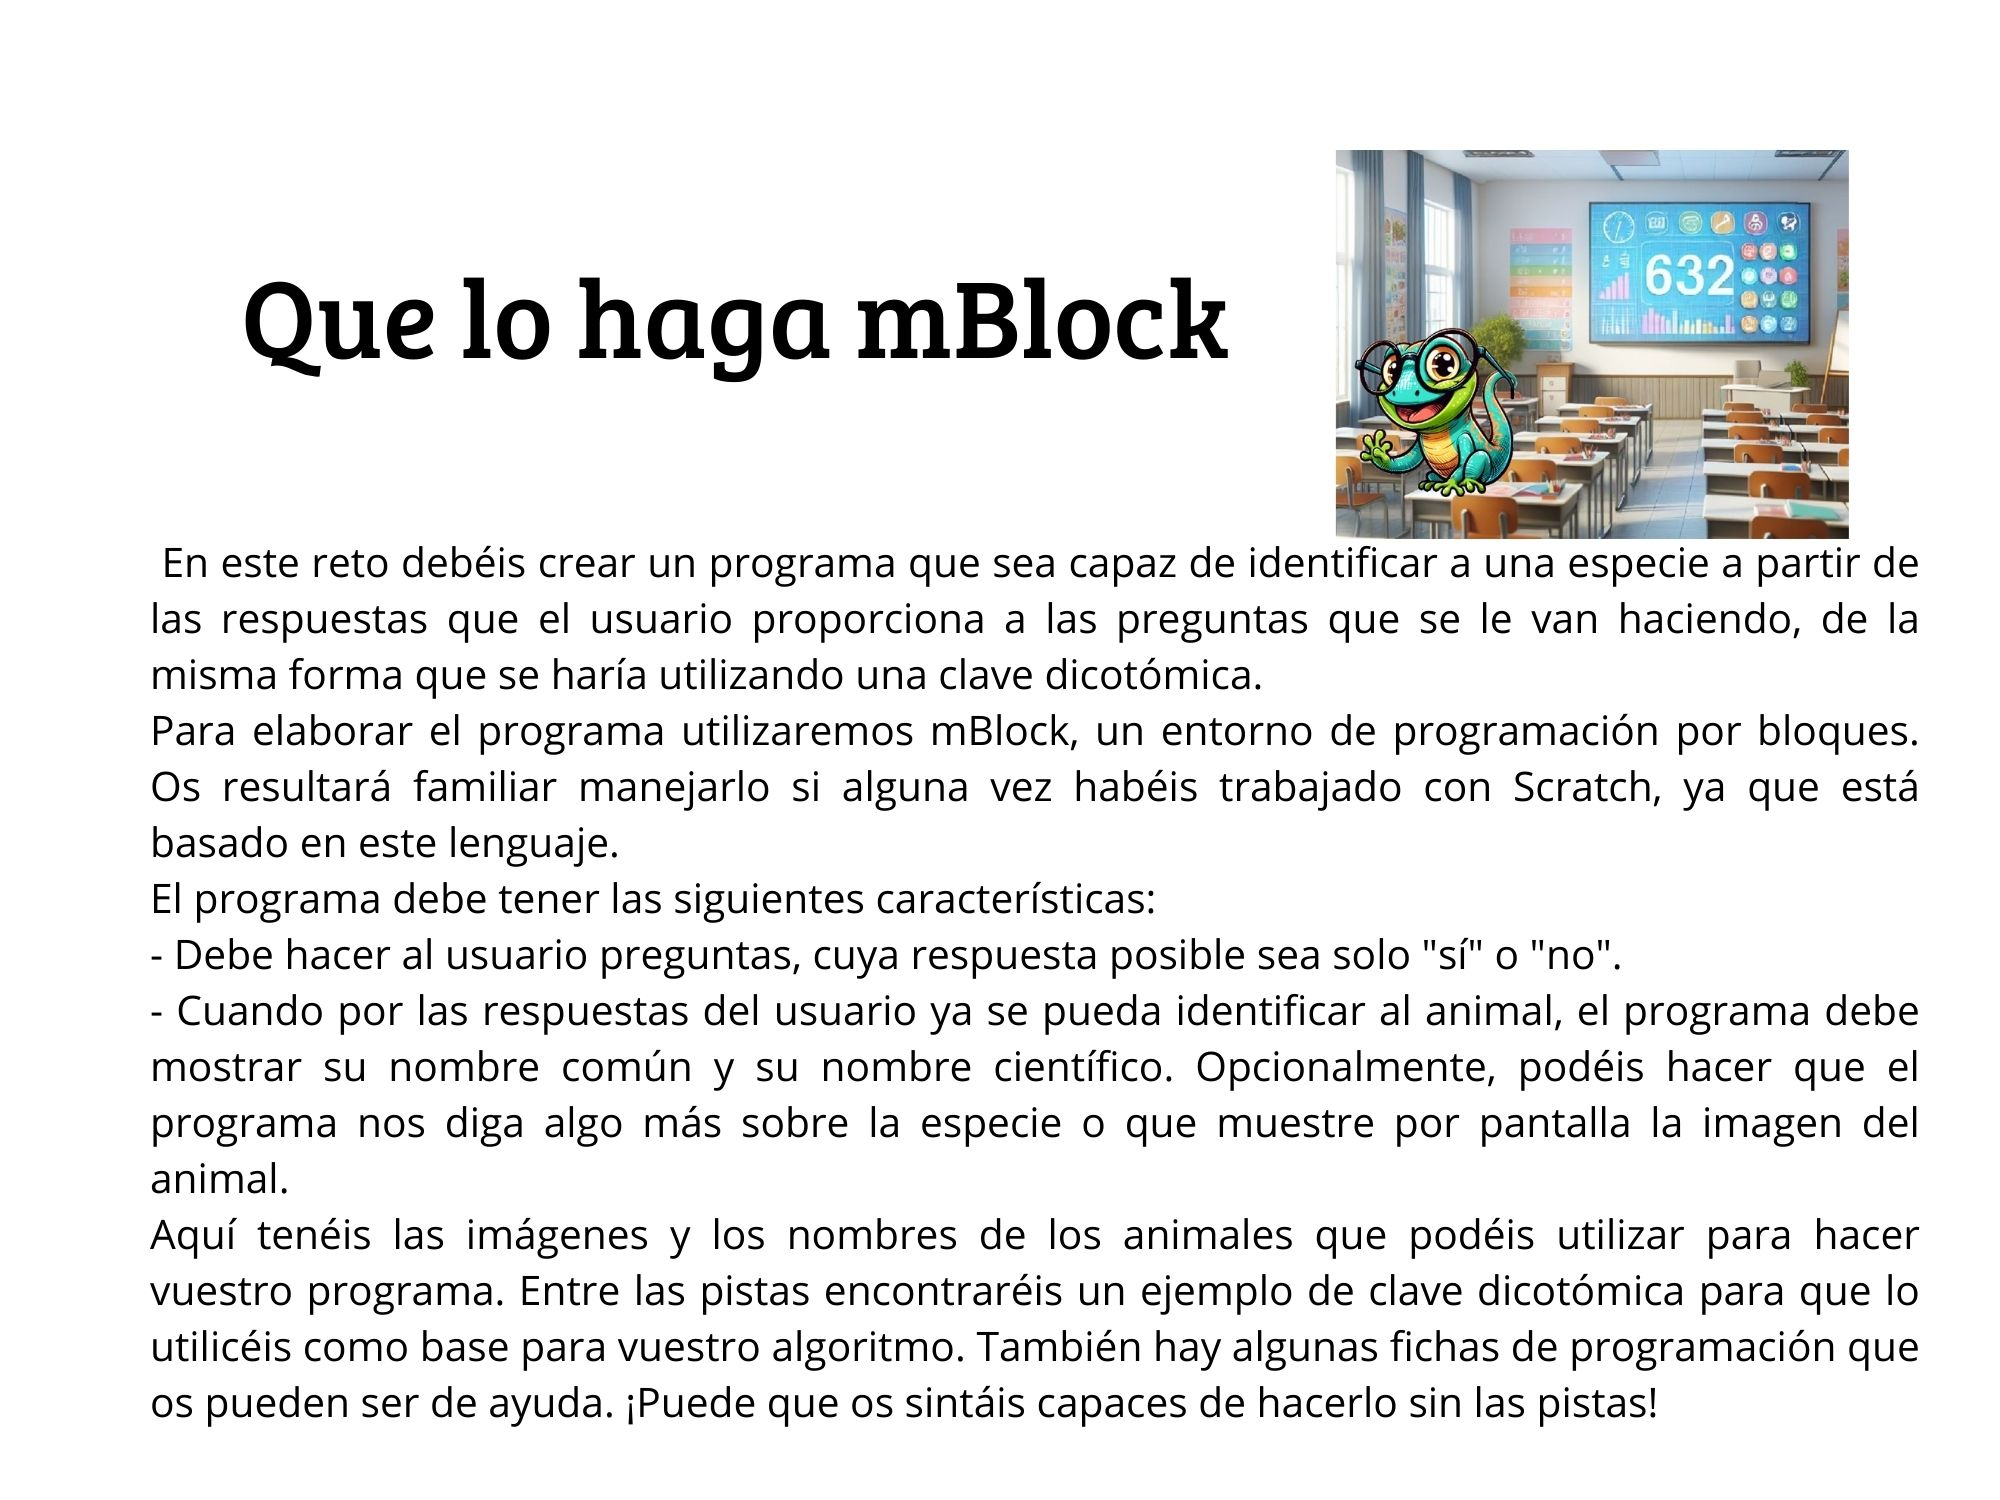 632
Que lo haga mBlock
En este reto debéis crear un programa que sea capaz de identificar a una especie a partir de
las respuestas que el usuario proporciona a las preguntas que se le van haciendo, de la
misma forma que se haría utilizando una clave dicotómica.
Para elaborar el programa utilizaremos mBlock, un entorno de programación por bloques.
Os resultará familiar manejarlo si alguna vez habéis trabajado con Scratch, ya que está
basado en este lenguaje.
El programa debe tener las siguientes características:
- Debe hacer al usuario preguntas, cuya respuesta posible sea solo "sí" o "no".
- Cuando por las respuestas del usuario ya se pueda identificar al animal, el programa debe
mostrar su nombre común y su nombre científico. Opcionalmente, podéis hacer que el
programa nos diga algo más sobre la especie o que muestre por pantalla la imagen del
animal.
Aquí tenéis las imágenes y los nombres de los animales que podéis utilizar para hacer
vuestro programa. Entre las pistas encontraréis un ejemplo de clave dicotómica para que lo
utilicéis como base para vuestro algoritmo. También hay algunas fichas de programación que
os pueden ser de ayuda. ¡Puede que os sintáis capaces de hacerlo sin las pistas!